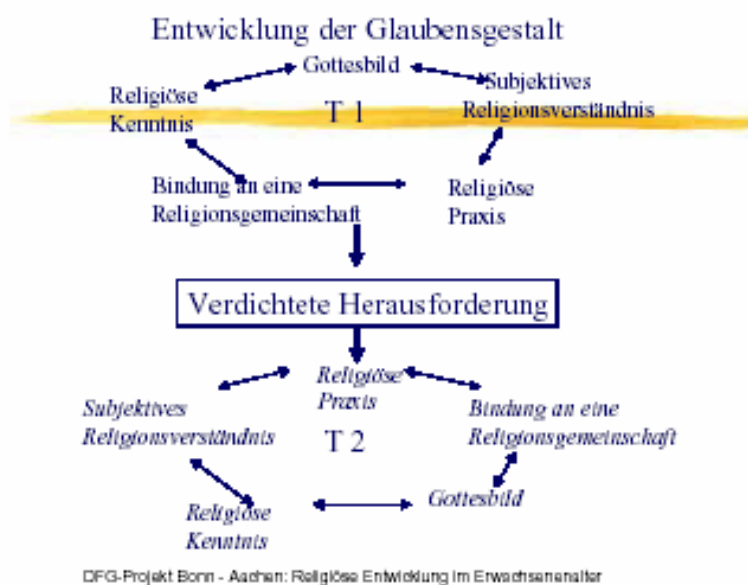 Entwicklung der Glaubensgestalt
Gottesbild
Religiöse
Kenntnis
T 1
Subjektives
Religionsverständnis
Bindung an eine
Religionsgemeinschaft
Religiöse
Praxis
Verdichtete Herausforderung
Religiöse
Praxis
Subjektives
Religionsverständnis
T 2
Bindung an eine
Religionsgemeinschaft
Religiöse
Kenntnis
Gottesbild
DFG-Projekt Bonn - Aachen: Religiöse Entwicklung im Erwachsenenalter